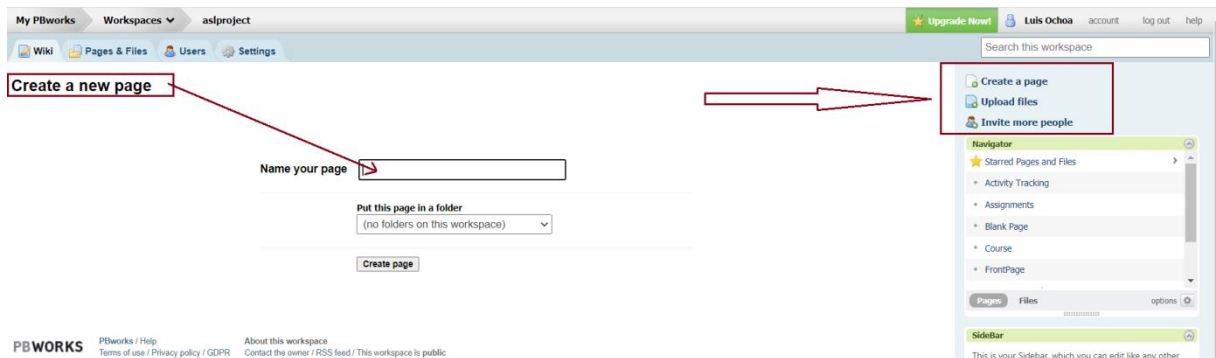 My PBworks Workspaces aslproject Upgrade Now! Luis Ochoa account log out help
Wiki Pages & Files Users Settings Search this workspace
Create a new page
Create a page
Upload files
Invite more people
Navigator
Starred Pages and Files
Activity Tracking
Assignments
Blank Page
Course
FrontPage
Pages Files options
SideBar
This is your Sidebar, which you can edit like any other
Name your page
Put this page in a folder
(no folders on this workspace)
Create page
PBWORKS
PBworks / Help
Terms of use / Privacy policy / GDPR
About this workspace
Contact the owner / RSS feed / This workspace is public